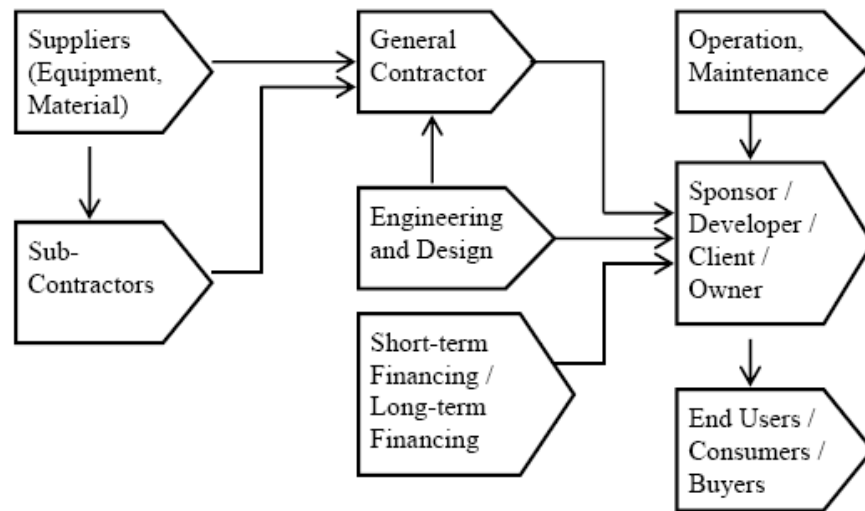 Suppliers
(Equipment,
Material)
General
Contractor
Operation,
Maintenance
Sub-
Contractors
Engineering
and Design
Sponsor /
Developer /
Client /
Owner
Short-term
Financing /
Long-term
Financing
End Users /
Consumers /
Buyers